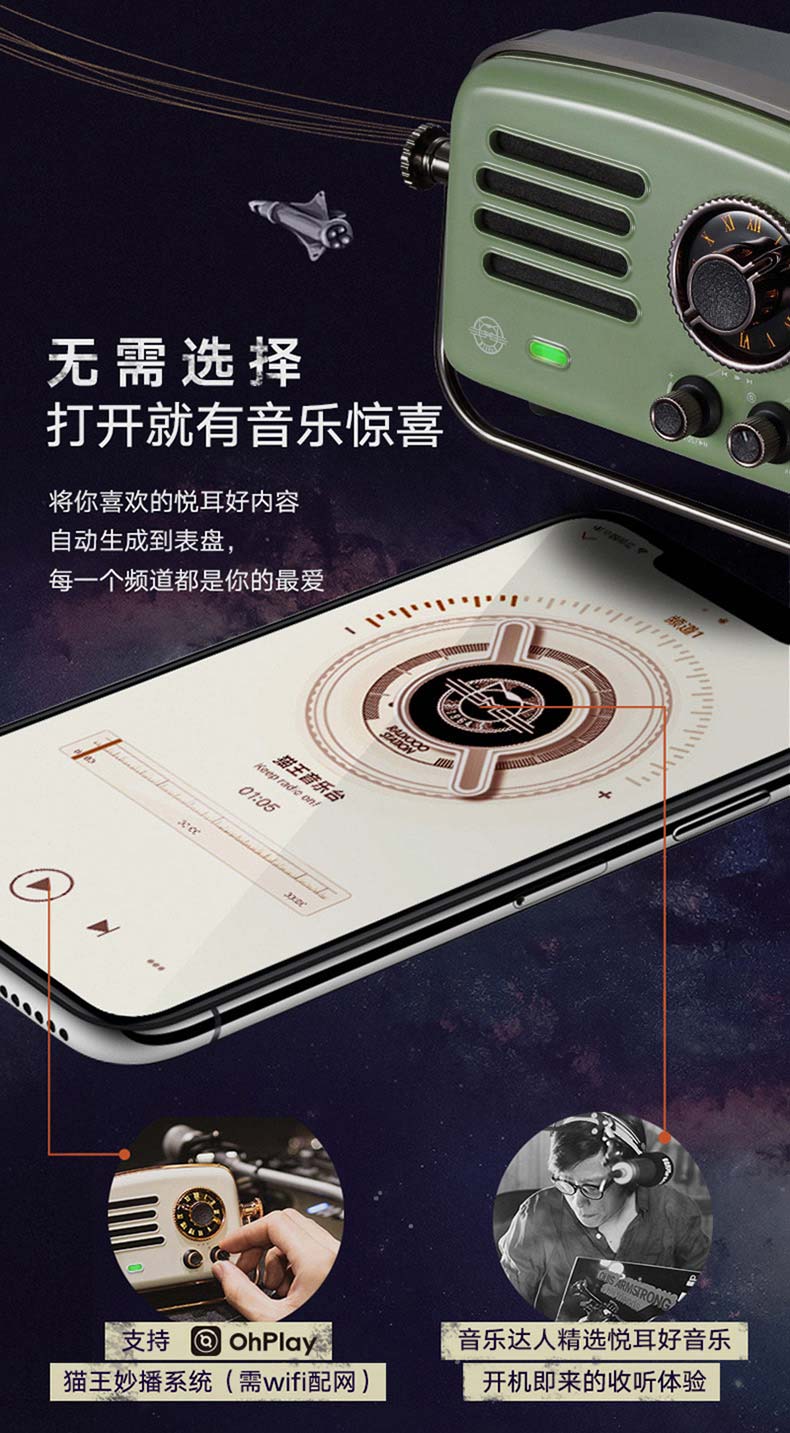 无需选择
打开就有音乐惊喜
将你喜欢的悦耳好内容
自动生成到表盘，
每一个频道都是你的最爱
RADIOOO
STATION
猫王音乐台
Keep radio on!
01:05
支持 OhPlay
猫王妙播系统（需wifi配网）
LOUIS ARMSTRONG
音乐达人精选悦耳好音乐
开机即来的收听体验